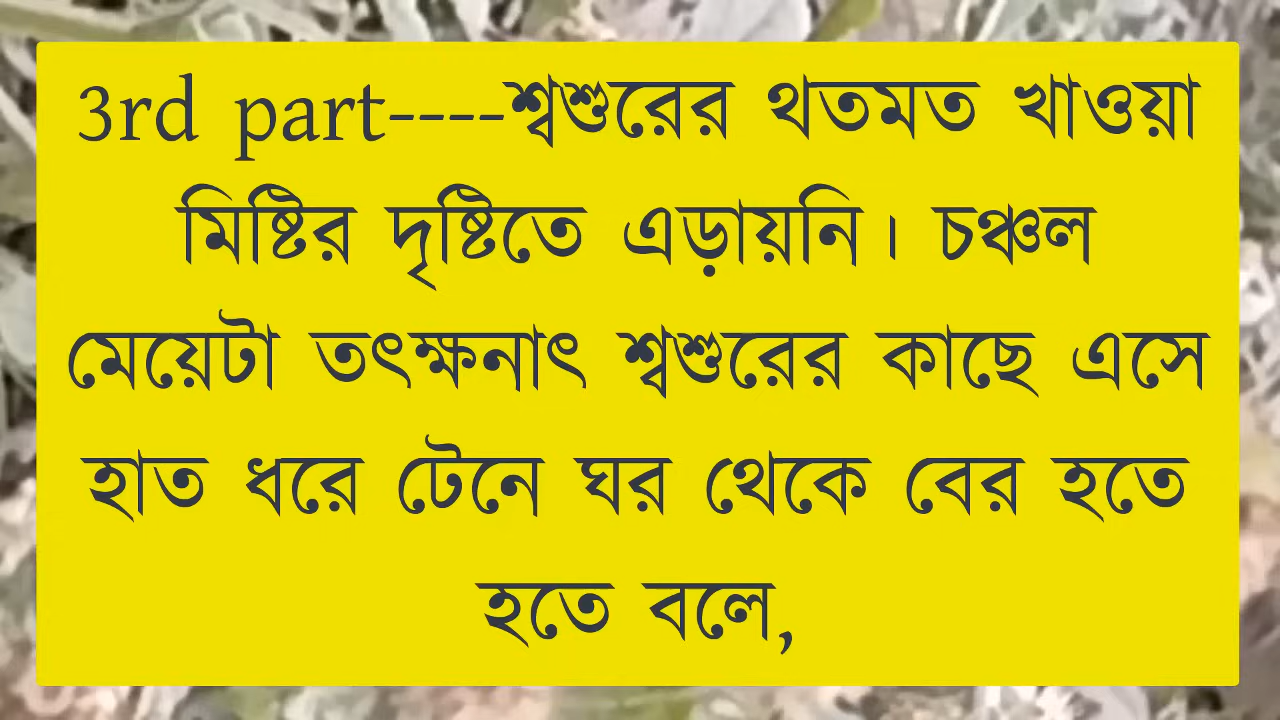 3rd part----শ্বশুরের থতমত খাওয়া
মিষ্টির দৃষ্টিতে এড়ায়নি। চঞ্চল
মেয়েটা তৎক্ষনাৎ শ্বশুরের কাছে এসে
হাত ধরে টেনে ঘর থেকে বের হতে
হতে বলে,